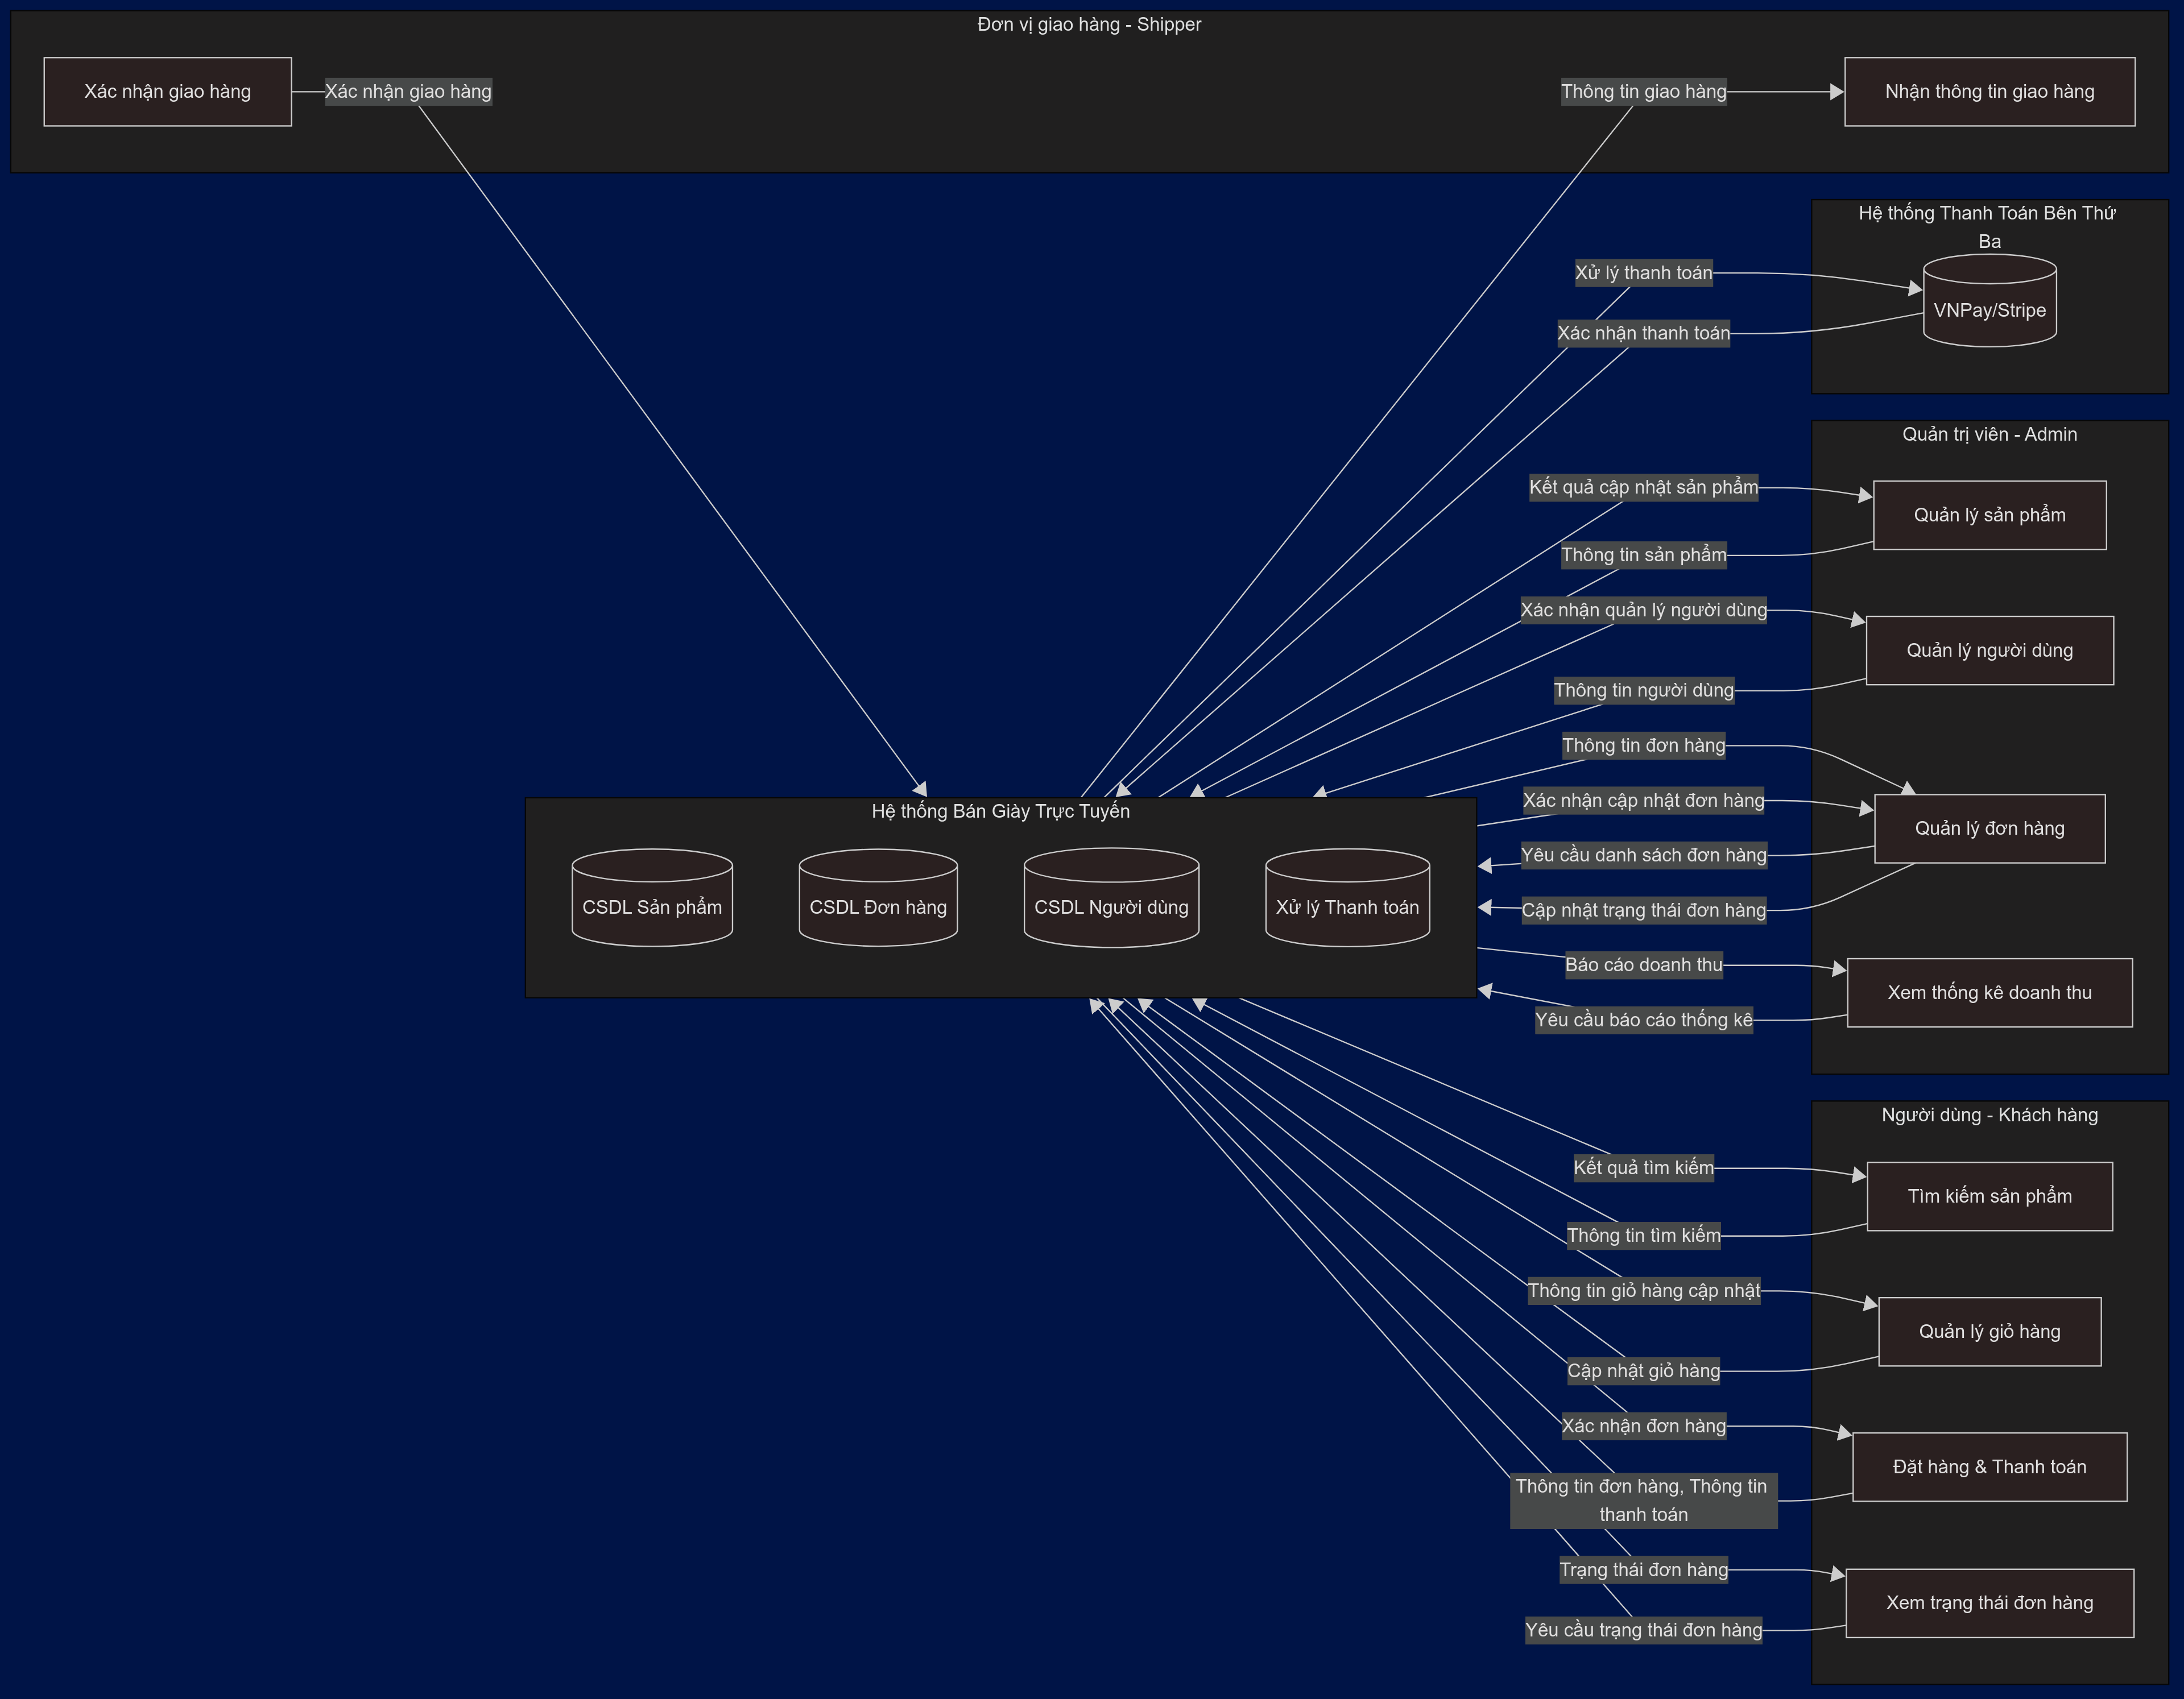 Đơn vị giao hàng - Shipper
Xác nhận giao hàng
Xác nhận giao hàng
Thông tin giao hàng
Nhận thông tin giao hàng
Hệ thống Thanh Toán Bên Thứ
Ba
Xử lý thanh toán
VNPay/Stripe
Xác nhận thanh toán
Quản trị viên - Admin
Kết quả cập nhật sản phẩm
Quản lý sản phẩm
Thông tin sản phẩm
Xác nhận quản lý người dùng
Quản lý người dùng
Thông tin người dùng
Thông tin đơn hàng
Xác nhận cập nhật đơn hàng
Quản lý đơn hàng
Yêu cầu danh sách đơn hàng
Cập nhật trạng thái đơn hàng
Báo cáo doanh thu
Xem thống kê doanh thu
Yêu cầu báo cáo thống kê
Hệ thống Bán Giày Trực Tuyến
CSDL Sản phẩm
CSDL Đơn hàng
CSDL Người dùng
Xử lý Thanh toán
Người dùng - Khách hàng
Kết quả tìm kiếm
Tìm kiếm sản phẩm
Thông tin tìm kiếm
Thông tin giỏ hàng cập nhật
Quản lý giỏ hàng
Cập nhật giỏ hàng
Xác nhận đơn hàng
Đặt hàng & Thanh toán
Thông tin đơn hàng, Thông tin
thanh toán
Trạng thái đơn hàng
Xem trạng thái đơn hàng
Yêu cầu trạng thái đơn hàng